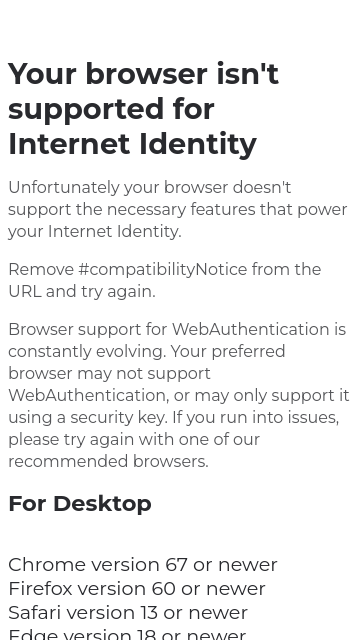 Your browser isn't
supported for
Internet Identity
Unfortunately your browser doesn't
support the necessary features that power
your Internet Identity.
Remove #compatibilityNotice from the
URL and try again.
Browser support for WebAuthentication is
constantly evolving. Your preferred
browser may not support
WebAuthentication, or may only support it
using a security key. If you run into issues,
please try again with one of our
recommended browsers.
For Desktop
Chrome version 67 or newer
Firefox version 60 or newer
Safari version 13 or newer
Edge version 18 or newer